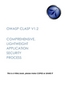 OWASP CLASP V1.2
COMPREHENSIVE,
LIGHTWEIGHT
APPLICATION
SECURITY
PROCESS